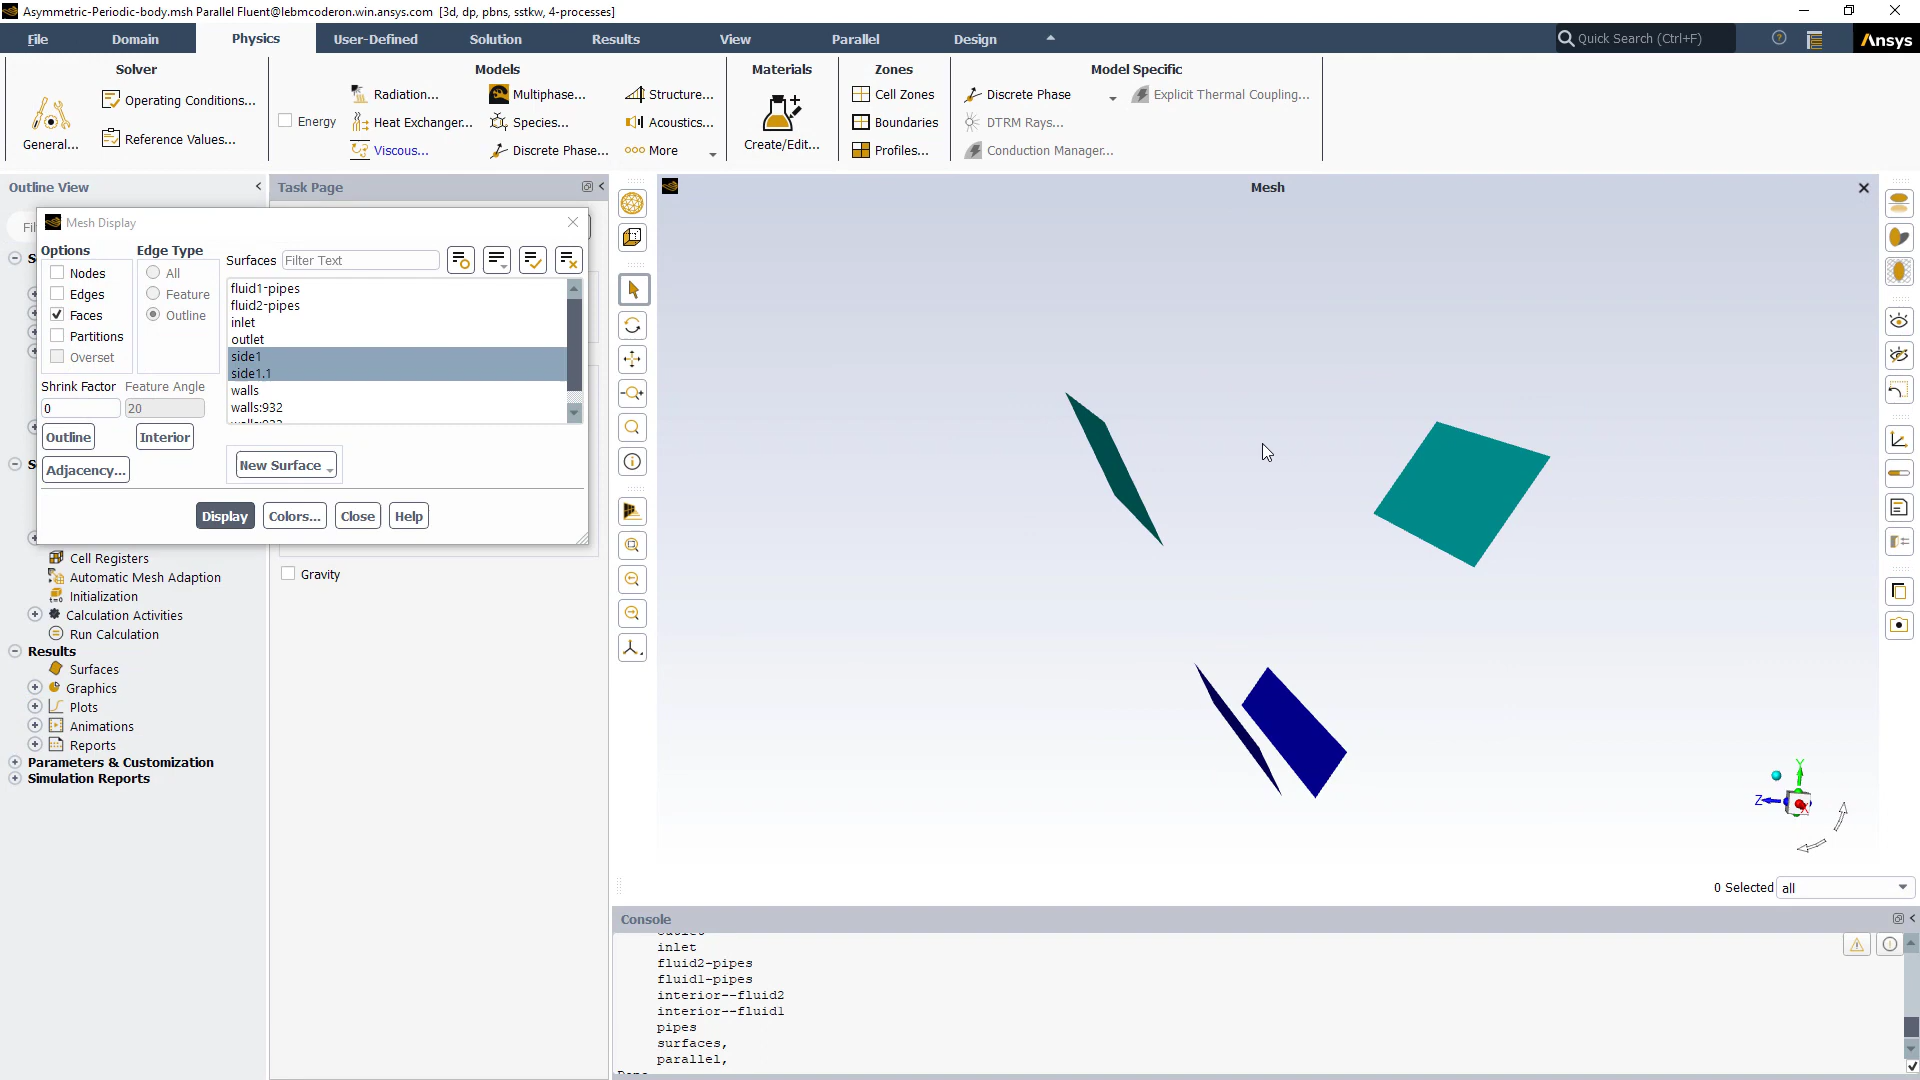 Asymmetric-Periodic-body.msh Parallel Fluent@lebmcoderon.win.ansys.com [3d, dp, pbns, sstkw, 4-processes]
File
Domain
Physics
User-Defined
Solution
Results
View
Parallel
Design
Quick Search (Ctrl+F)
Ansys
Solver
General...
Operating Conditions...
Reference Values...
Models
Energy
Radiation...
Heat Exchanger...
Viscous...
Multiphase...
Species...
Discrete Phase...
Structure...
Acoustics...
More
Materials
Create/Edit...
Zones
Cell Zones
Boundaries
Profiles...
Model Specific
Discrete Phase
DTRM Rays...
Conduction Manager...
Explicit Thermal Coupling...
Outline View
Task Page
Mesh Display
Options
Nodes
Edges
Faces
Partitions
Overset
Edge Type
All
Feature
Outline
Shrink Factor
0
Feature Angle
20
Outline
Interior
Adjacency...
Surfaces
Filter Text
fluid1-pipes
fluid2-pipes
inlet
outlet
side1
side1.1
walls
walls:932
New Surface
Display
Colors...
Close
Help
Gravity
Cell Registers
Automatic Mesh Adaption
Initialization
Calculation Activities
Run Calculation
Results
Surfaces
Graphics
Plots
Animations
Reports
Parameters & Customization
Simulation Reports
Mesh
Y
Z
0 Selected
all
Console
outlet
inlet
fluid2-pipes
fluid1-pipes
interior--fluid2
interior--fluid1
pipes
surfaces,
parallel,
Done